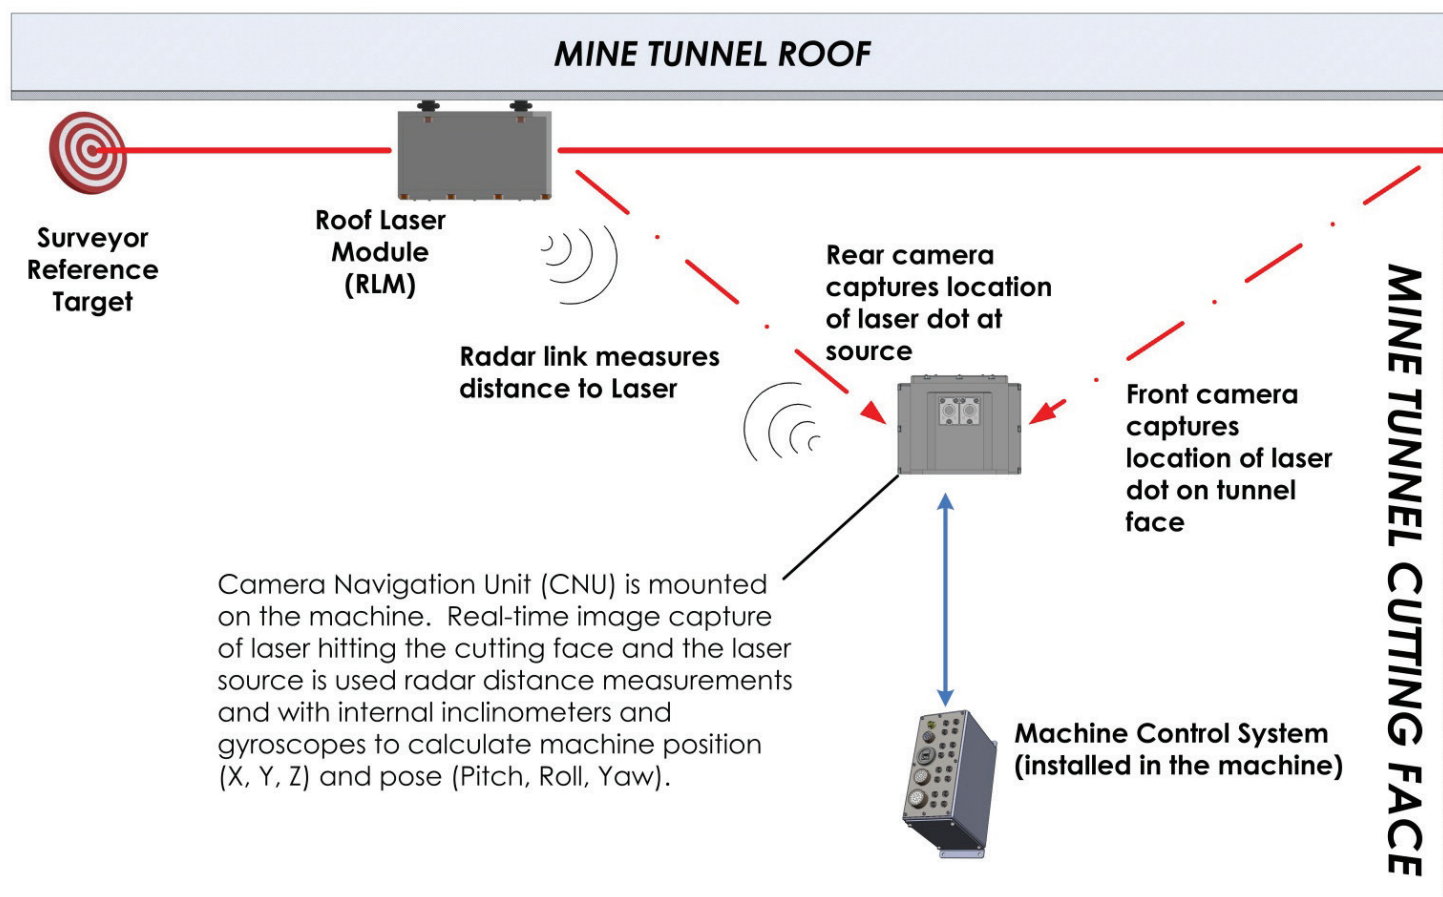 MINE TUNNEL ROOF
Surveyor
Reference
Target
Roof Laser
Module
(RLM)
Radar link measures
distance to Laser
Rear camera
captures location
of laser dot at
source
Front camera
captures
location of laser
dot on tunnel
face
MINE TUNNEL CUTTING FACE
Camera Navigation Unit (CNU) is mounted
on the machine.  Real-time image capture
of laser hitting the cutting face and the laser
source is used radar distance measurements
and with internal inclinometers and
gyroscopes to calculate machine position
(X, Y, Z) and pose (Pitch, Roll, Yaw).
Machine Control System
(installed in the machine)